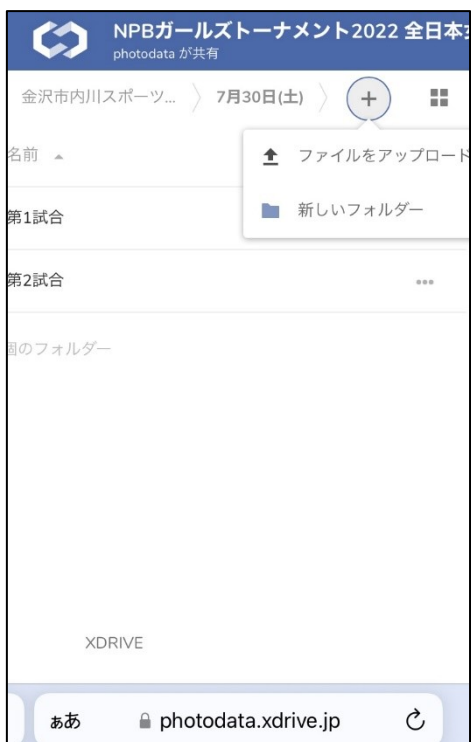 NPBガールズトーナメント2022 全日本
photodata が共有
金沢市内川スポーツ... 〉 7月30日(土) 〉 +
名前
ファイルをアップロード
第1試合
新しいフォルダー
第2試合
個のフォルダー
XDRIVE
ぁあ photodata.xdrive.jp